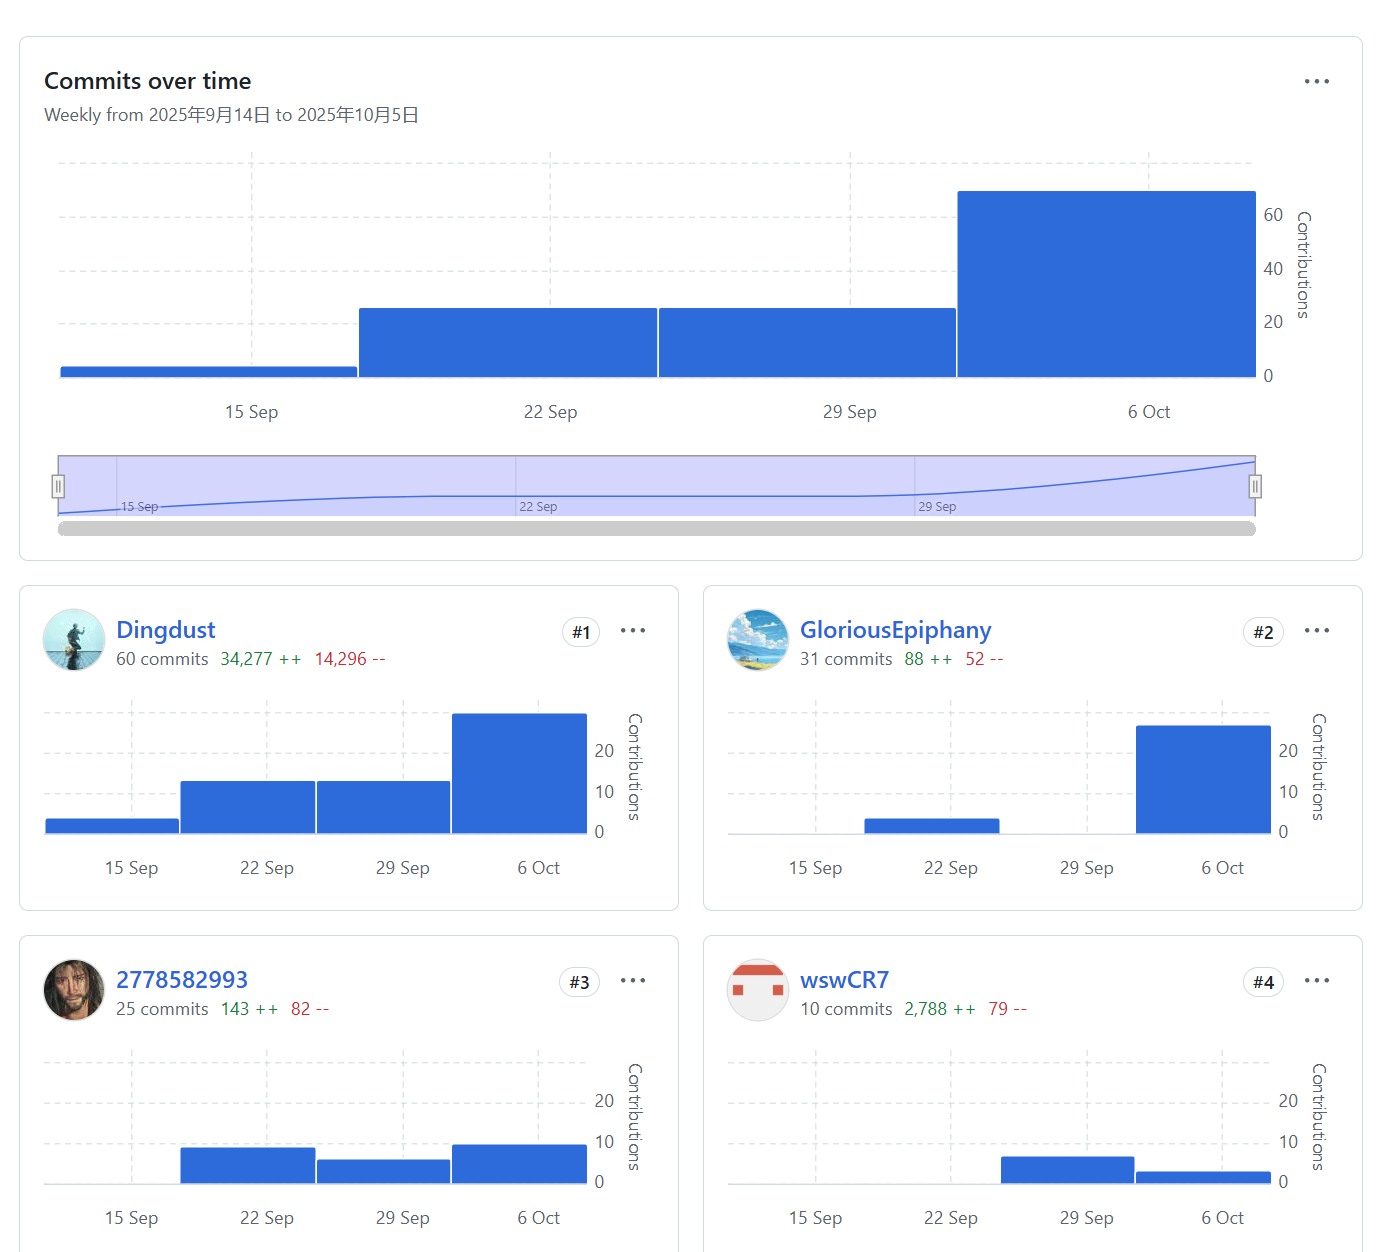 Commits over time
Weekly from 2025年9月14日 to 2025年10月5日
60
40
20
0
Contributions
15 Sep 22 Sep 29 Sep 6 Oct
15 Sep 22 Sep 29 Sep
Dingdust #1
60 commits 34,277 ++ 14,296 --
20
10
0
Contributions
15 Sep 22 Sep 29 Sep 6 Oct
GloriousEpiphany #2
31 commits 88 ++ 52 --
20
10
0
Contributions
15 Sep 22 Sep 29 Sep 6 Oct
2778582993 #3
25 commits 143 ++ 82 --
20
10
0
Contributions
15 Sep 22 Sep 29 Sep 6 Oct
wswCR7 #4
10 commits 2,788 ++ 79 --
20
10
0
Contributions
15 Sep 22 Sep 29 Sep 6 Oct